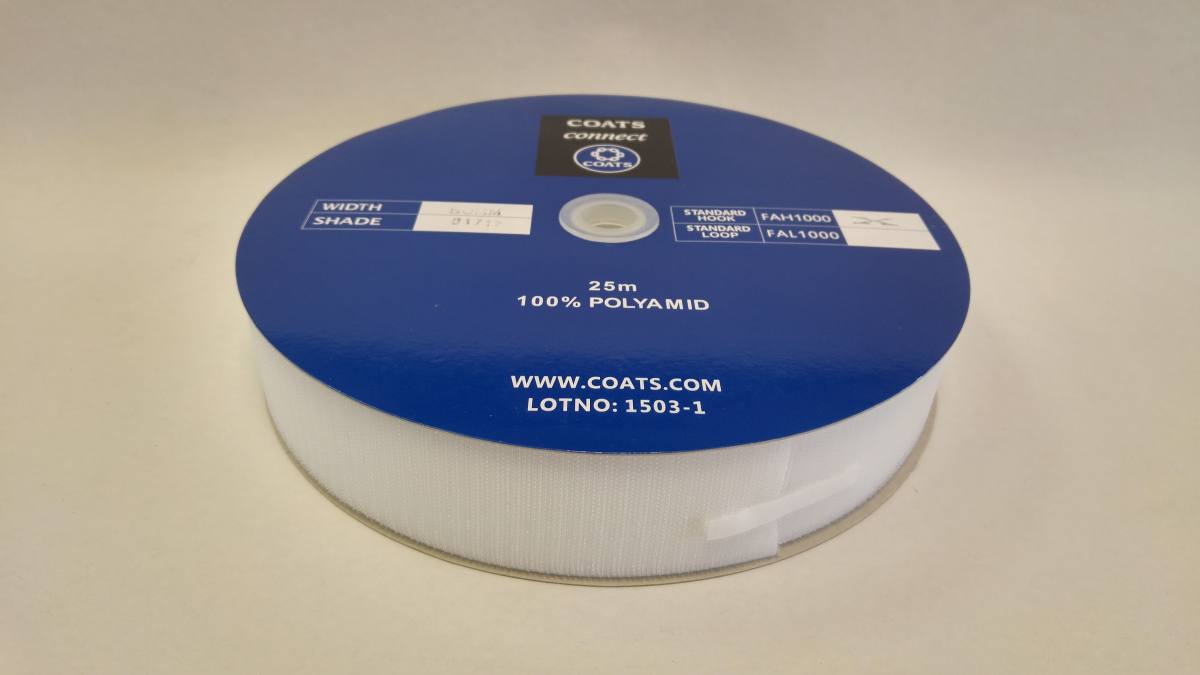 COATS
connect
COATS
WIDTH
SHADE
STANDARD HOOK FAH1000
STANDARD LOOP FAL1000
25m
100% POLYAMID
WWW.COATS.COM
LOTNO: 1503-1